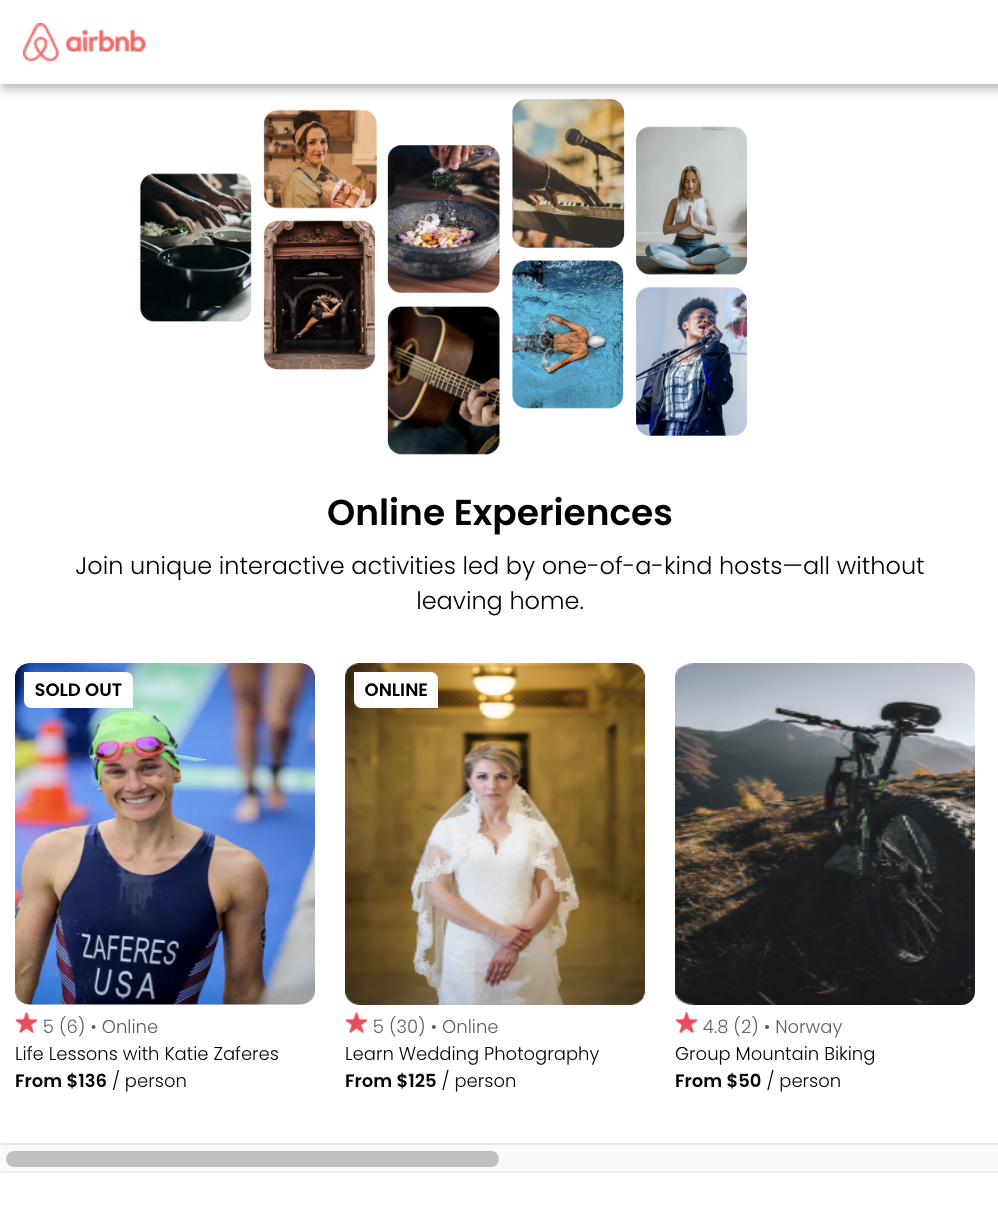 airbnb
Online Experiences
Join unique interactive activities led by one-of-a-kind hosts—all without
leaving home.
SOLD OUT
ZAFERES
USA
5 (6) • Online
Life Lessons with Katie Zaferes
From $136 / person
ONLINE
5 (30) • Online
Learn Wedding Photography
From $125 / person
4.8 (2) • Norway
Group Mountain Biking
From $50 / person